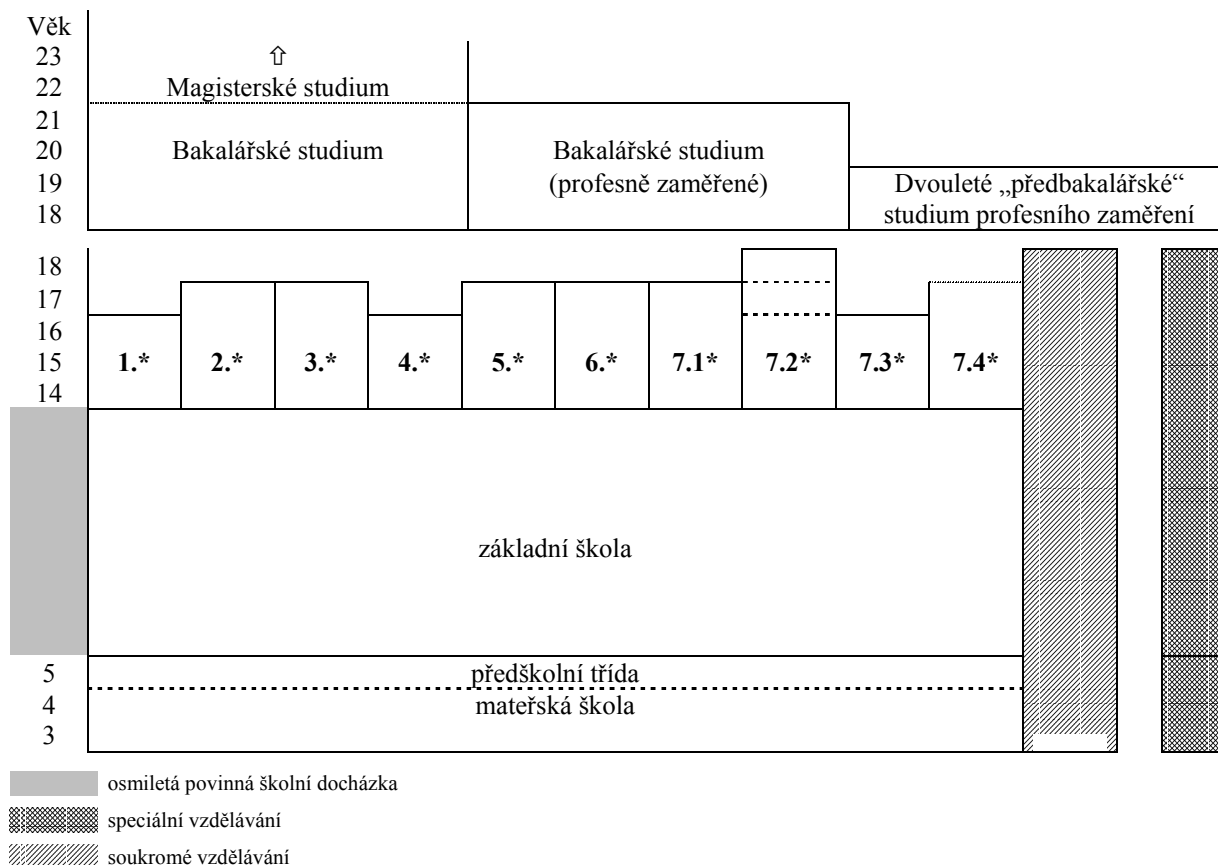 Věk
23
⇧
22
Magisterské studium
21
20
Bakalářské studium
Bakalářské studium
19
(profesně zaměřené)
Dvouleté „předbakalářské“
18
studium profesního zaměření
18
17
16
15
1.* 2.* 3.* 4.* 5.* 6.* 7.1* 7.2* 7.3* 7.4*
14
základní škola
5
předškolní třída
4
mateřská škola
3
osmiletá povinná školní docházka
speciální vzdělávání
soukromé vzdělávání